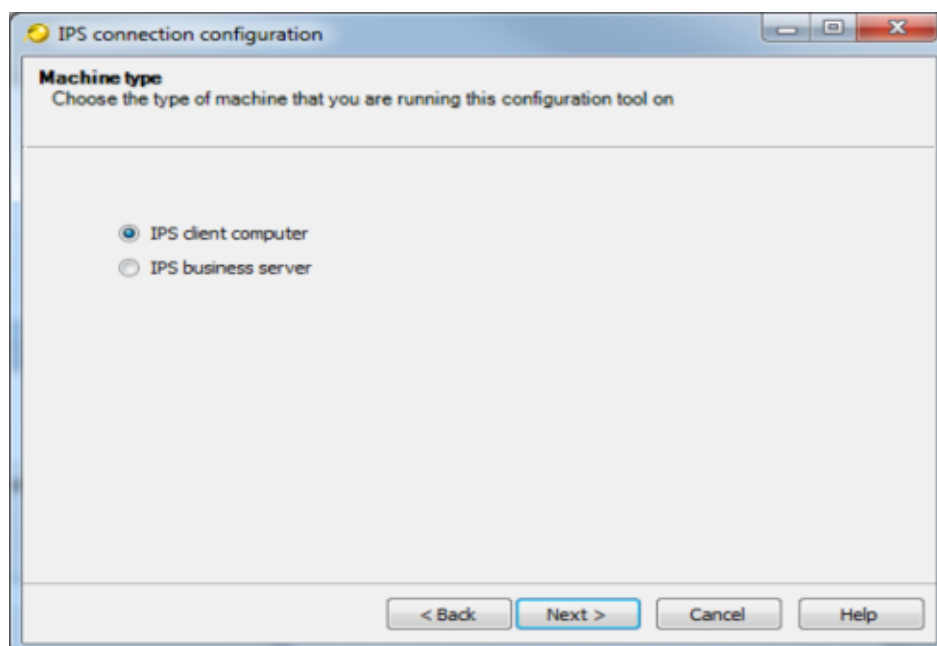 IPS connection configuration
Machine type
Choose the type of machine that you are running this configuration tool on
IPS client computer
IPS business server
< Back
Next >
Cancel
Help